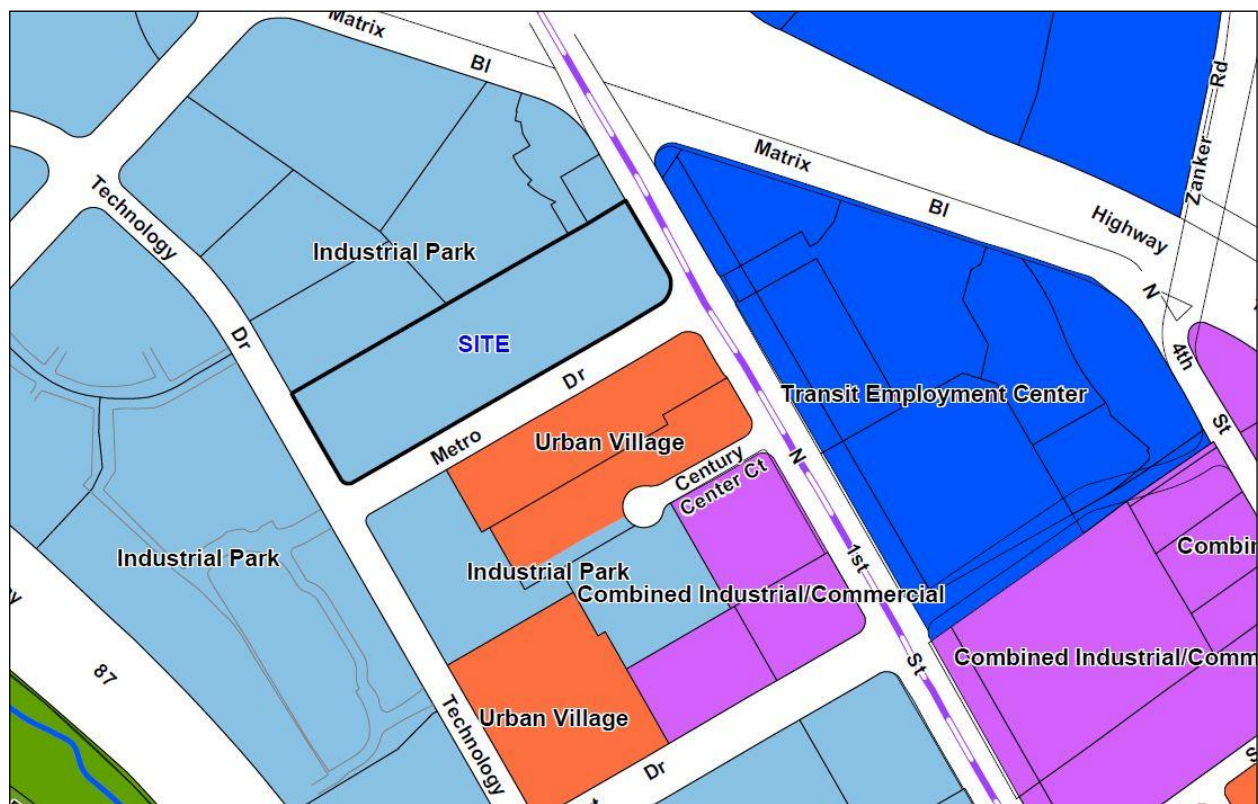 Matrix
Bl
Zanker Rd
Matrix
Bl
Highway
Technology
Dr
Industrial Park
SITE
N
4th
St
Transit Employment Center
Metro
Dr
Urban Village
Century
Center Ct
N
1st
St
Industrial Park
Industrial Park
Combined Industrial/Commercial
Combin
Combined Industrial/Comm
87
Urban Village
Technology
Dr